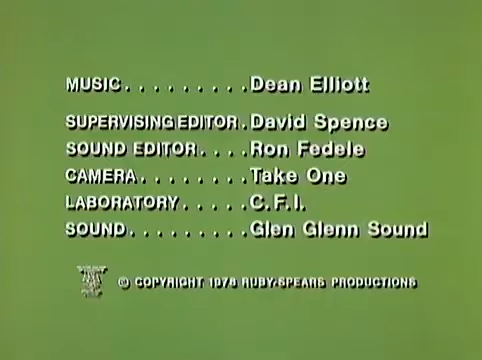 MUSIC.........Dean Elliott
SUPERVISING EDITOR.David Spence
SOUND EDITOR....Ron Fedele
CAMERA........Take One
LABORATORY.....C.F.I.
SOUND.........Glen Glenn Sound
© COPYRIGHT 1978 RUBY-SPEARS PRODUCTIONS